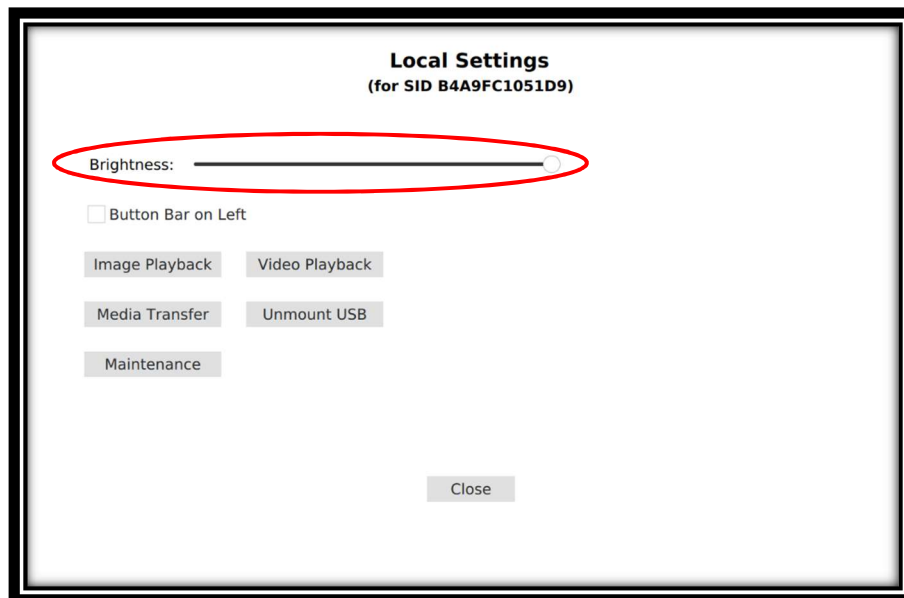 Local Settings
(for SID B4A9FC1051D9)
Brightness:
Button Bar on Left
Image Playback Video Playback
Media Transfer Unmount USB
Maintenance
Close